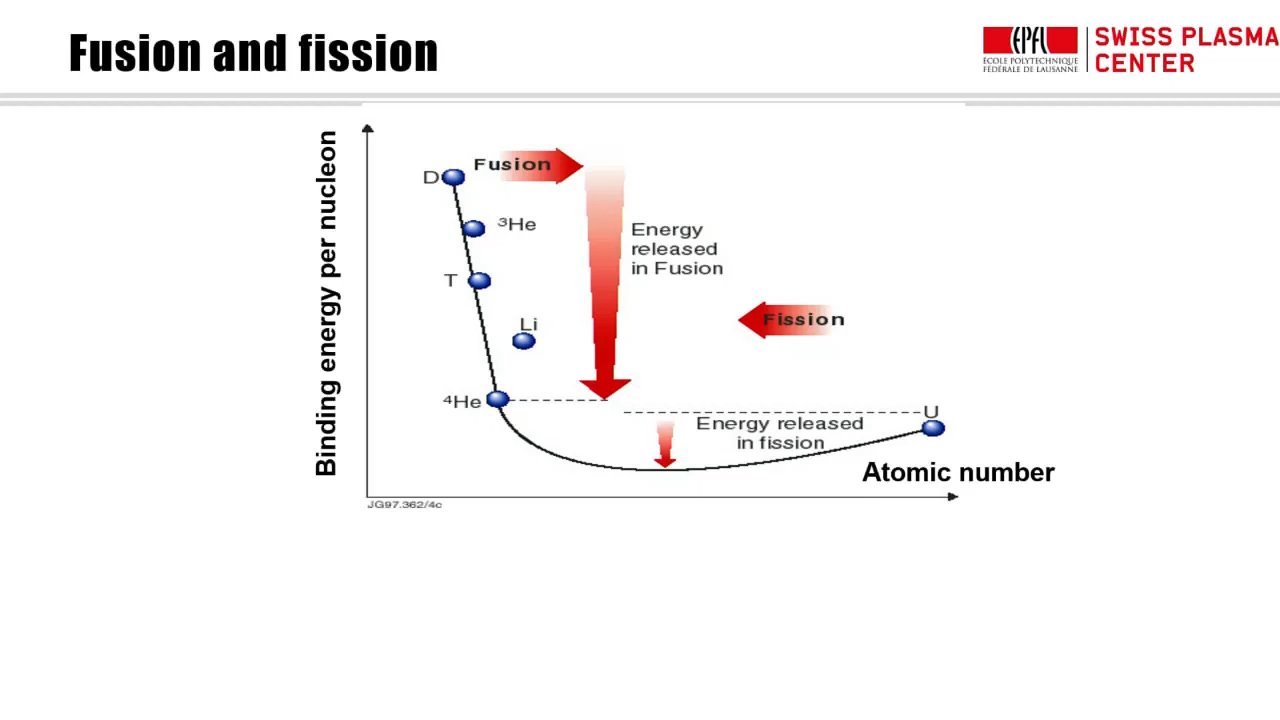 Fusion and fission
EPFL
ECOLE POLYTECHNIQUE
FÉDÉRALE DE LAUSANNE
SWISS PLASMA
CENTER
Binding energy per nucleon
D
Fusion
³He
Energy
released
in Fusion
T
Fission
Li
⁴He
U
Energy released
in fission
Atomic number
JG97.362/4c